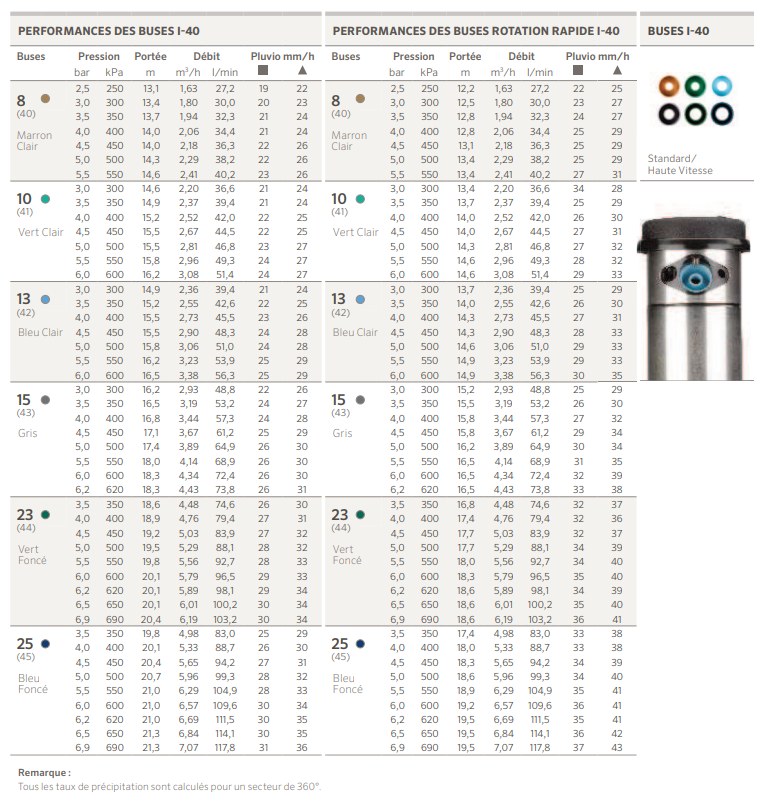 PERFORMANCES DES BUSES I-40
Buses Pression Portée Débit Pluvio mm/h
bar kPa m m³/h l/min ■ ▲
8 (40) Marron Clair
2,5 250 13,1 1,63 27,2 19 22
3,0 300 13,4 1,80 30,0 20 23
3,5 350 13,7 1,94 32,3 21 24
4,0 400 14,0 2,06 34,4 21 24
4,5 450 14,0 2,18 36,3 22 25
5,0 500 14,3 2,29 38,2 22 26
5,5 550 14,6 2,41 40,2 23 26
10 (41) Vert Clair
3,0 300 14,6 2,20 36,6 21 24
3,5 350 14,9 2,37 39,4 21 24
4,0 400 15,2 2,52 42,0 22 25
4,5 450 15,5 2,67 44,5 22 25
5,0 500 15,5 2,81 46,8 23 27
5,5 550 15,8 2,96 49,3 24 27
6,0 600 16,2 3,08 51,4 24 27
13 (42) Bleu Clair
3,0 300 14,9 2,36 39,4 21 24
3,5 350 15,2 2,55 42,6 22 25
4,0 400 15,5 2,73 45,5 23 26
4,5 450 15,5 2,90 48,3 24 28
5,0 500 15,8 3,06 51,0 24 28
5,5 550 16,2 3,23 53,9 25 29
6,0 600 16,5 3,38 56,3 25 29
15 (43) Gris
3,0 300 16,2 2,93 48,8 22 26
3,5 350 16,5 3,19 53,2 24 27
4,0 400 16,8 3,44 57,3 24 28
4,5 450 17,1 3,67 61,2 25 29
5,0 500 17,4 3,89 64,9 26 30
5,5 550 18,0 4,14 68,9 26 30
6,0 600 18,3 4,34 72,4 26 30
6,2 620 18,3 4,43 73,8 26 31
23 (44) Vert Foncé
3,5 350 18,6 4,48 74,6 26 30
4,0 400 18,9 4,76 79,4 27 31
4,5 450 19,2 5,03 83,9 27 32
5,0 500 19,5 5,29 88,1 28 32
5,5 550 19,8 5,56 92,7 28 33
6,0 600 20,1 5,79 96,5 29 33
6,2 620 20,1 5,89 98,1 29 34
6,5 650 20,1 6,01 100,2 30 34
6,9 690 20,4 6,19 103,2 30 34
25 (45) Bleu Foncé
3,5 350 19,8 4,98 83,0 25 29
4,0 400 20,1 5,33 88,7 26 30
4,5 450 20,4 5,65 94,2 27 31
5,0 500 20,7 5,96 99,3 28 32
5,5 550 21,0 6,29 104,9 28 33
6,0 600 21,0 6,57 109,6 30 34
6,2 620 21,0 6,69 111,5 30 35
6,5 650 21,3 6,84 114,1 30 35
6,9 690 21,3 7,07 117,8 31 36
PERFORMANCES DES BUSES ROTATION RAPIDE I-40
Buses Pression Portée Débit Pluvio mm/h
bar kPa m m³/h l/min ■ ▲
8 (40) Marron Clair
2,5 250 12,2 1,63 27,2 22 25
3,0 300 12,5 1,80 30,0 23 27
3,5 350 12,8 1,94 32,3 24 27
4,0 400 12,8 2,06 34,4 25 29
4,5 450 13,1 2,18 36,3 25 29
5,0 500 13,4 2,29 38,2 25 29
5,5 550 13,4 2,41 40,2 27 31
10 (41) Vert Clair
3,0 300 13,4 2,20 36,6 34 28
3,5 350 13,7 2,37 39,4 25 29
4,0 400 14,0 2,52 42,0 26 30
4,5 450 14,0 2,67 44,5 27 31
5,0 500 14,3 2,81 46,8 27 32
5,5 550 14,6 2,96 49,3 28 32
6,0 600 14,6 3,08 51,4 29 33
13 (42) Bleu Clair
3,0 300 13,7 2,36 39,4 25 29
3,5 350 14,0 2,55 42,6 26 30
4,0 400 14,3 2,73 45,5 27 31
4,5 450 14,3 2,90 48,3 28 33
5,0 500 14,6 3,06 51,0 29 33
5,5 550 14,9 3,23 53,9 29 33
6,0 600 14,9 3,38 56,3 30 35
15 (43) Gris
3,0 300 15,2 2,93 48,8 25 29
3,5 350 15,5 3,19 53,2 26 30
4,0 400 15,8 3,44 57,3 27 32
4,5 450 15,8 3,67 61,2 29 34
5,0 500 16,2 3,89 64,9 30 34
5,5 550 16,5 4,14 68,9 31 35
6,0 600 16,5 4,34 72,4 32 39
6,2 620 16,5 4,43 73,8 33 38
23 (44) Vert Foncé
3,5 350 16,8 4,48 74,6 32 37
4,0 400 17,4 4,76 79,4 32 36
4,5 450 17,7 5,03 83,9 32 37
5,0 500 17,7 5,29 88,1 34 39
5,5 550 18,0 5,56 92,7 34 40
6,0 600 18,3 5,79 96,5 35 40
6,2 620 18,6 5,89 98,1 34 39
6,5 650 18,6 6,01 100,2 35 40
6,9 690 18,6 6,19 103,2 36 41
25 (45) Bleu Foncé
3,5 350 17,4 4,98 83,0 33 38
4,0 400 18,0 5,33 88,7 33 38
4,5 450 18,3 5,65 94,2 34 39
5,0 500 18,6 5,96 99,3 34 40
5,5 550 18,9 6,29 104,9 35 41
6,0 600 19,2 6,57 109,6 36 41
6,2 620 19,5 6,69 111,5 35 41
6,5 650 19,5 6,84 114,1 36 42
6,9 690 19,5 7,07 117,8 37 43
BUSES I-40
Standard/
Haute Vitesse
Remarque :
Tous les taux de précipitation sont calculés pour un secteur de 360°.